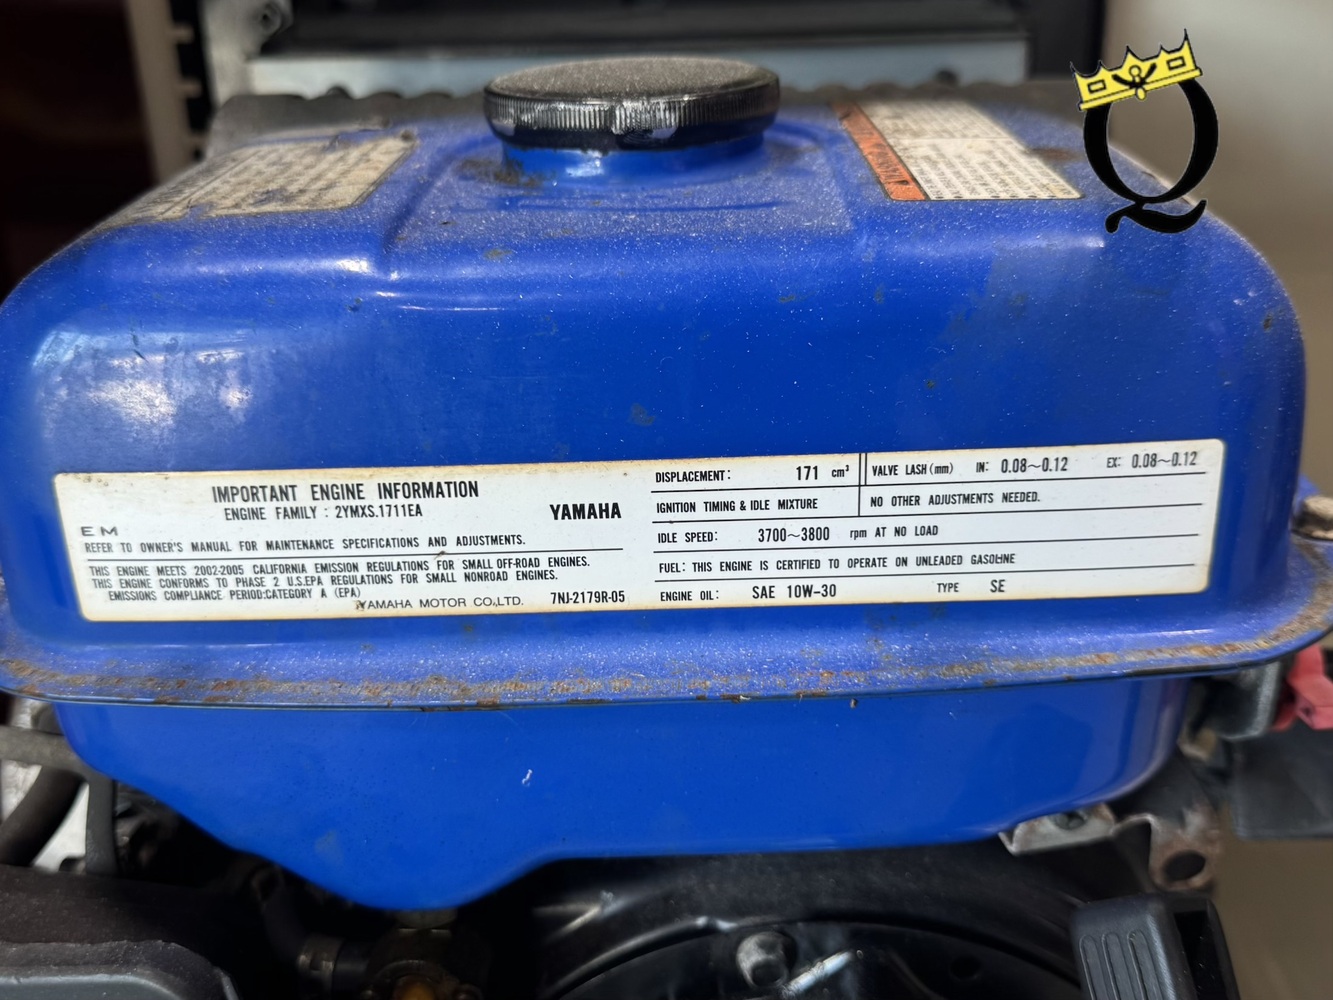 Q
IMPORTANT ENGINE INFORMATION
ENGINE FAMILY : 2YMXS.1711EA
YAMAHA
EM
REFER TO OWNER'S MANUAL FOR MAINTENANCE SPECIFICATIONS AND ADJUSTMENTS.
THIS ENGINE MEETS 2002-2005 CALIFORNIA EMISSION REGULATIONS FOR SMALL OFF-ROAD ENGINES.
THIS ENGINE CONFORMS TO PHASE 2 U.S.EPA REGULATIONS FOR SMALL NONROAD ENGINES.
EMISSIONS COMPLIANCE PERIOD:CATEGORY A (EPA)
YAMAHA MOTOR CO.,LTD. 7NJ-2179R-05
DISPLACEMENT: 171 cm³
VALVE LASH (mm) IN: 0.08~0.12 EX: 0.08~0.12
IGNITION TIMING & IDLE MIXTURE
NO OTHER ADJUSTMENTS NEEDED.
IDLE SPEED: 3700~3800 rpm AT NO LOAD
FUEL: THIS ENGINE IS CERTIFIED TO OPERATE ON UNLEADED GASOLINE
ENGINE OIL: SAE 10W-30 TYPE SE